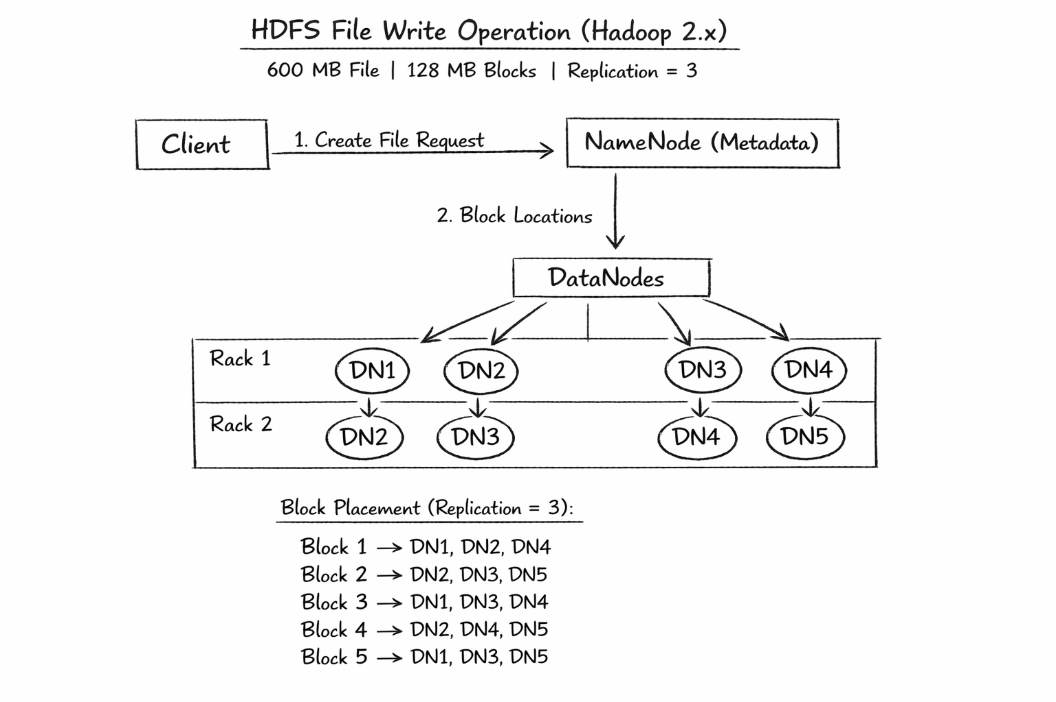 HDFS File Write Operation (Hadoop 2.x)
600 MB File | 128 MB Blocks | Replication = 3
Client
1. Create File Request
NameNode (Metadata)
2. Block Locations
DataNodes
Rack 1
DN1
DN2
DN3
DN4
Rack 2
DN2
DN3
DN4
DN5
Block Placement (Replication = 3):
Block 1 → DN1, DN2, DN4
Block 2 → DN2, DN3, DN5
Block 3 → DN1, DN3, DN4
Block 4 → DN2, DN4, DN5
Block 5 → DN1, DN3, DN5